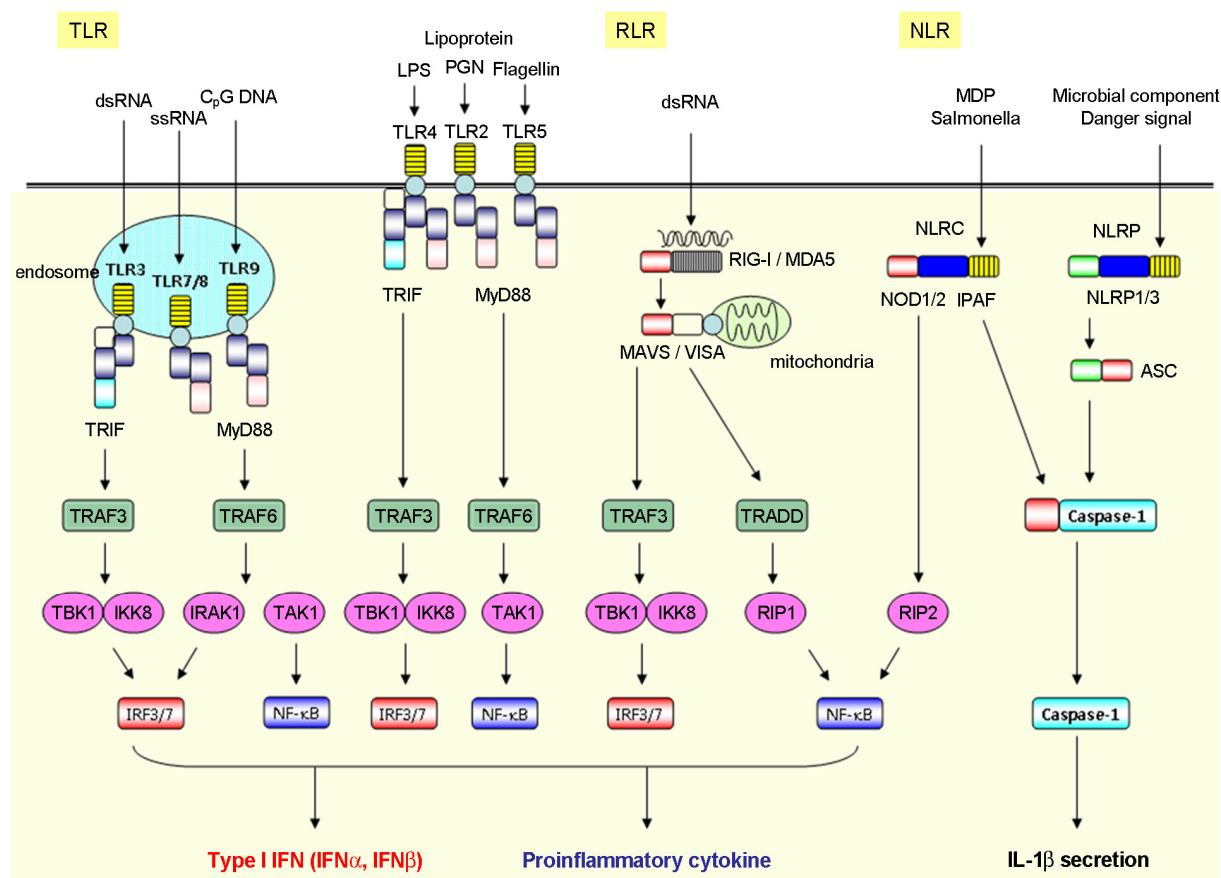 TLR
RLR
NLR
Lipoprotein
LPS
PGN
Flagellin
dsRNA
ssRNA
CpG DNA
TLR4
TLR2
TLR5
dsRNA
MDP
Salmonella
Microbial component
Danger signal
endosome
TLR3
TLR7/8
TLR9
TRIF
MyD88
RIG-I / MDA5
MAVS / VISA
mitochondria
NLRC
NOD1/2
IPAF
NLRP
NLRP1/3
ASC
TRIF
MyD88
TRAF3
TRAF6
TRAF3
TRAF6
TRAF3
TRADD
Caspase-1
TBK1
IKK8
IRAK1
TAK1
TBK1
IKK8
TAK1
TBK1
IKK8
RIP1
RIP2
IRF3/7
NF-κB
IRF3/7
NF-κB
IRF3/7
NF-κB
Caspase-1
Type I IFN (IFNα, IFNβ)
Proinflammatory cytokine
IL-1β secretion